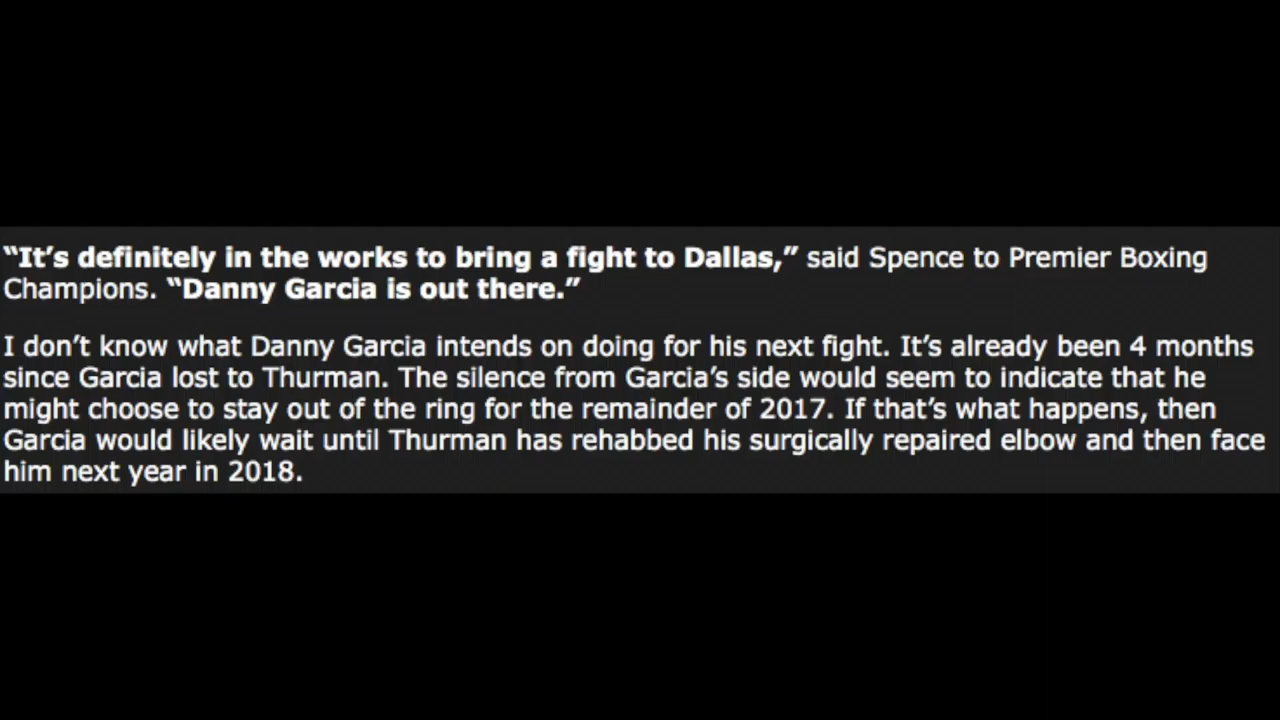 “It’s definitely in the works to bring a fight to Dallas,” said Spence to Premier Boxing
Champions. “Danny Garcia is out there.”
I don’t know what Danny Garcia intends on doing for his next fight. It’s already been 4 months
since Garcia lost to Thurman. The silence from Garcia’s side would seem to indicate that he
might choose to stay out of the ring for the remainder of 2017. If that’s what happens, then
Garcia would likely wait until Thurman has rehabbed his surgically repaired elbow and then face
him next year in 2018.